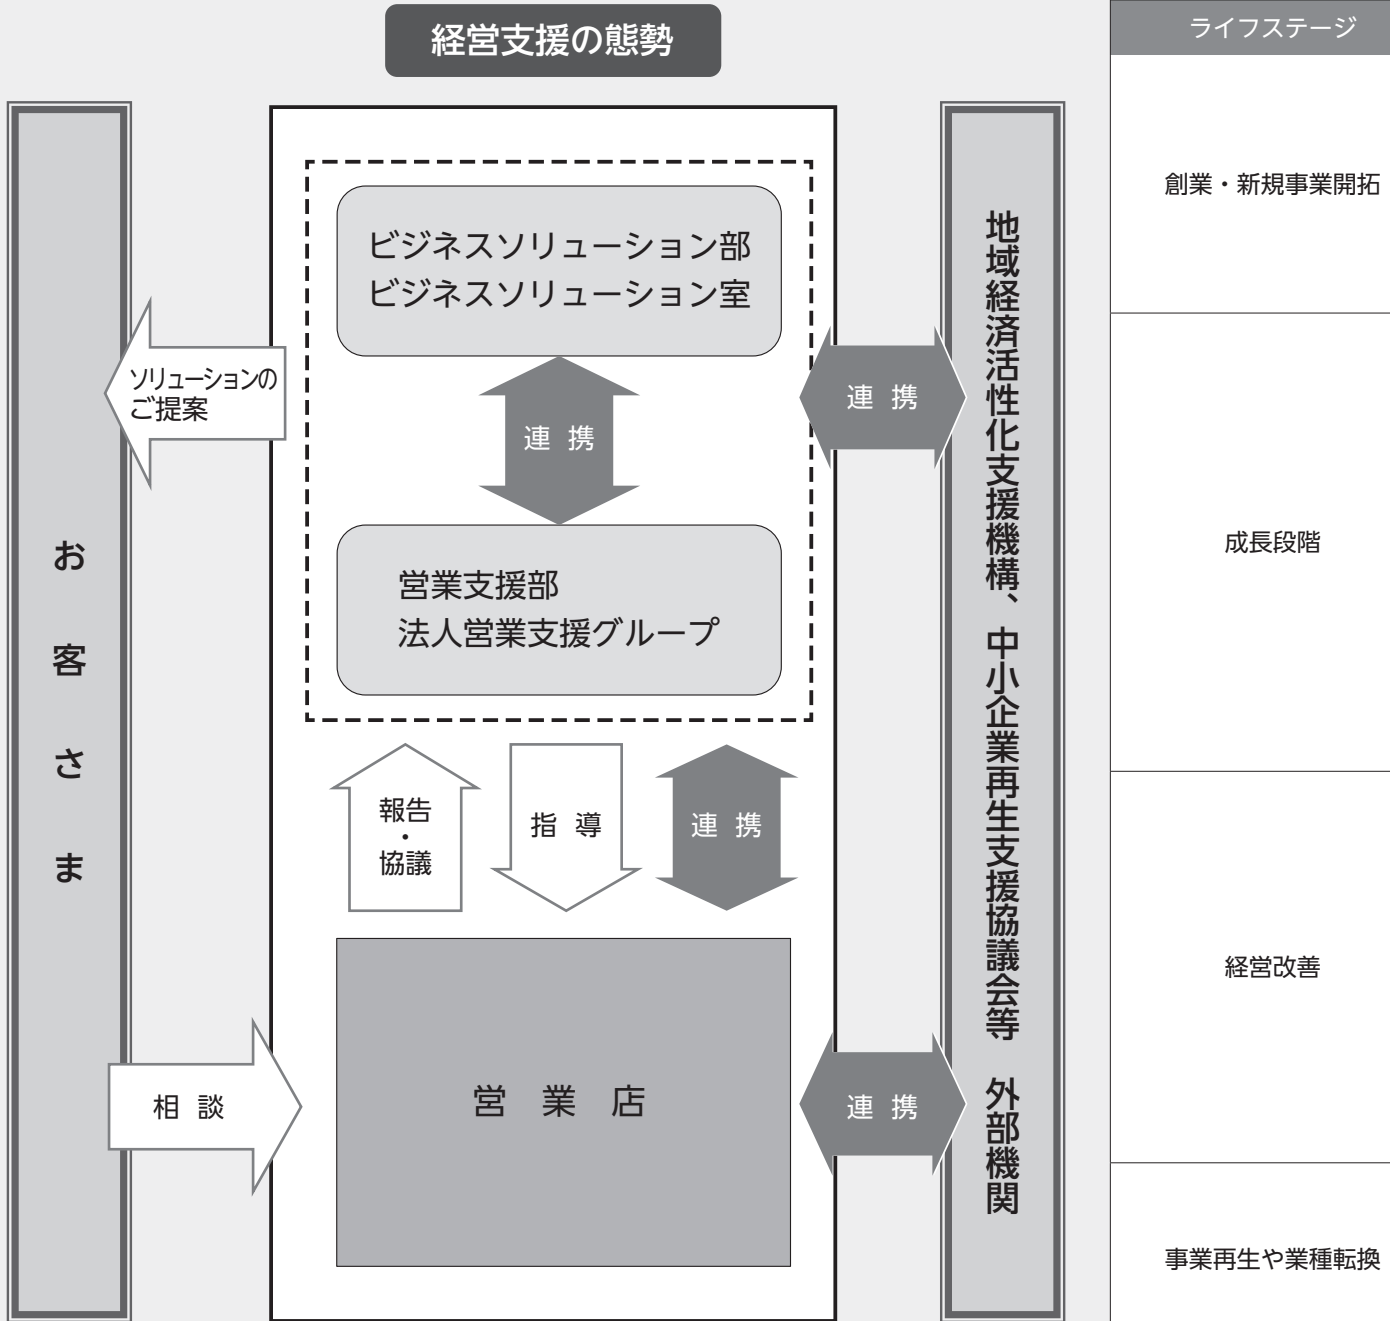 経営支援の態勢
お客さま
ビジネスソリューション部
ビジネスソリューション室
ソリューションの
ご提案
連 携
連 携
営業支援部
法人営業支援グループ
報告
・
協議
指 導
連 携
相 談
営 業 店
連 携
地域経済活性化支援機構、中小企業再生支援協議会等 外部機関
ライフステージ
創業・新規事業開拓
成長段階
経営改善
事業再生や業種転換